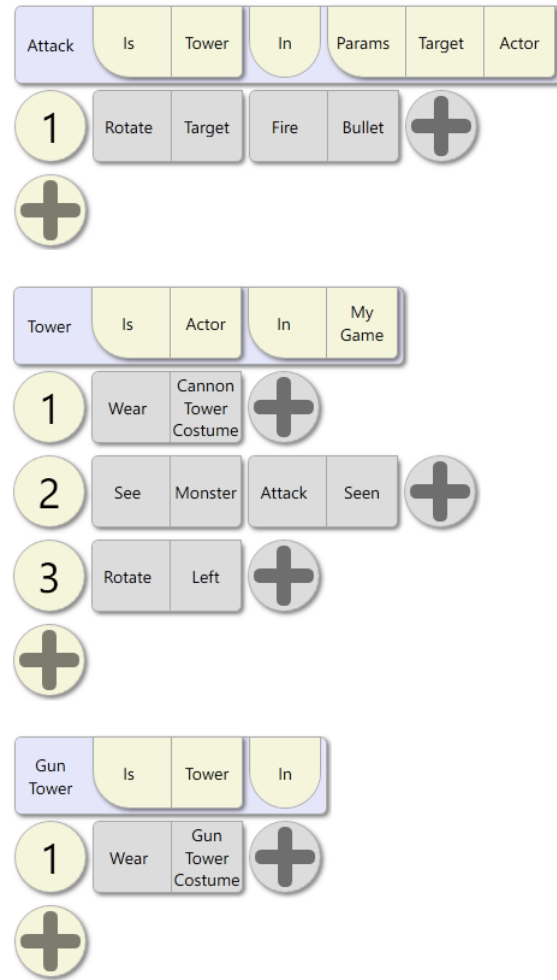 Attack Is Tower In Params Target Actor
1 Rotate Target Fire Bullet
Tower Is Actor In My Game
1 Wear Cannon Tower Costume
2 See Monster Attack Seen
3 Rotate Left
Gun Tower Is Tower In
1 Wear Gun Tower Costume